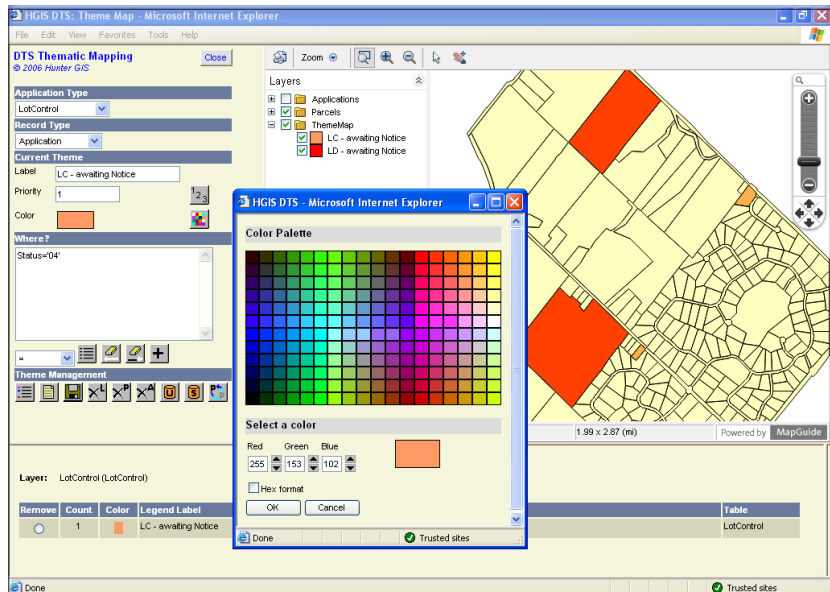 HGIS DTS: Theme Map - Microsoft Internet Explorer
File Edit View Favorites Tools Help
DTS Thematic Mapping
Close
© 2006 Hunter GIS
Zoom
Application Type
LotControl
Record Type
Application
Current Theme
Label LC - awaiting Notice
Priority 1
1 2 3
Color
Where?
Status='04'
=
Theme Management
L P A U S P
Layers
Applications
Parcels
ThemeMap
LC - awaiting Notice
LD - awaiting Notice
HGIS DTS - Microsoft Internet Explorer
Color Palette
Select a color
Red Green Blue
255 153 102
Hex format
OK Cancel
Done Trusted sites
1.99 x 2.87 (mi) Powered by MapGuide
Layer: LotControl (LotControl)
Remove Count Color Legend Label Table
1 LC - awaiting Notice LotControl
Done Trusted sites